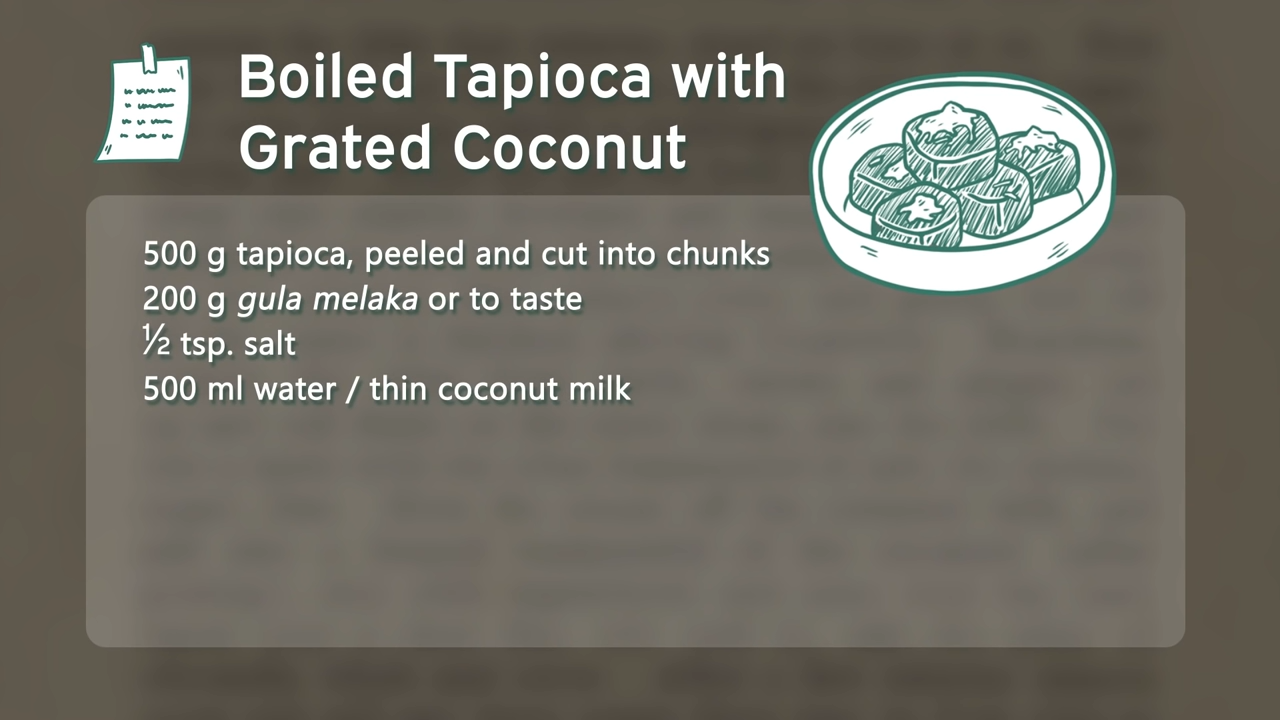 Boiled Tapioca with
Grated Coconut
500 g tapioca, peeled and cut into chunks
200 g gula melaka or to taste
½ tsp. salt
500 ml water / thin coconut milk